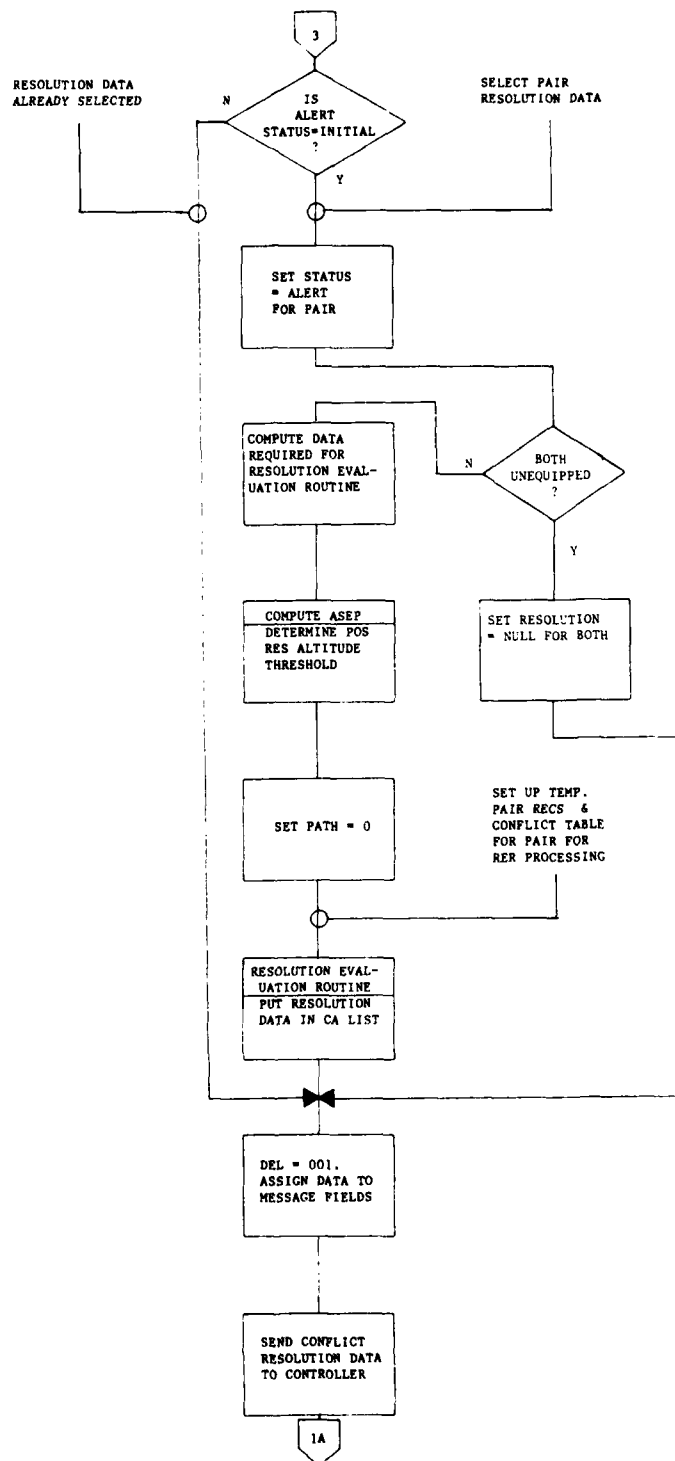 3
RESOLUTION DATA
ALREADY SELECTED
N
IS
ALERT
STATUS=INITIAL
?
Y
SELECT PAIR
RESOLUTION DATA
SET STATUS
= ALERT
FOR PAIR
COMPUTE DATA
REQUIRED FOR
RESOLUTION EVAL-
UATION ROUTINE
N
BOTH
UNEQUIPPED
?
Y
COMPUTE ASEP
DETERMINE POS
RES ALTITUDE
THRESHOLD
SET RESOLUTION
= NULL FOR BOTH
SET PATH = 0
SET UP TEMP.
PAIR RECS &
CONFLICT TABLE
FOR PAIR FOR
RER PROCESSING
RESOLUTION EVAL-
UATION ROUTINE
PUT RESOLUTION
DATA IN CA LIST
DEL = 001.
ASSIGN DATA TO
MESSAGE FIELDS
SEND CONFLICT
RESOLUTION DATA
TO CONTROLLER
1A